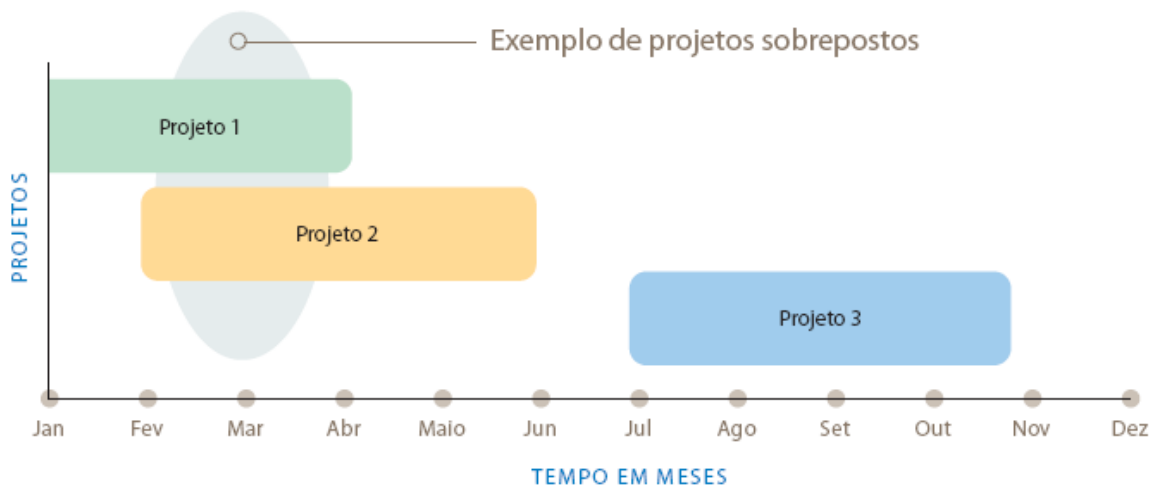 Exemplo de projetos sobrepostos
Projeto 1
Projeto 2
Projeto 3
PROJETOS
Jan Fev Mar Abr Maio Jun Jul Ago Set Out Nov Dez
TEMPO EM MESES